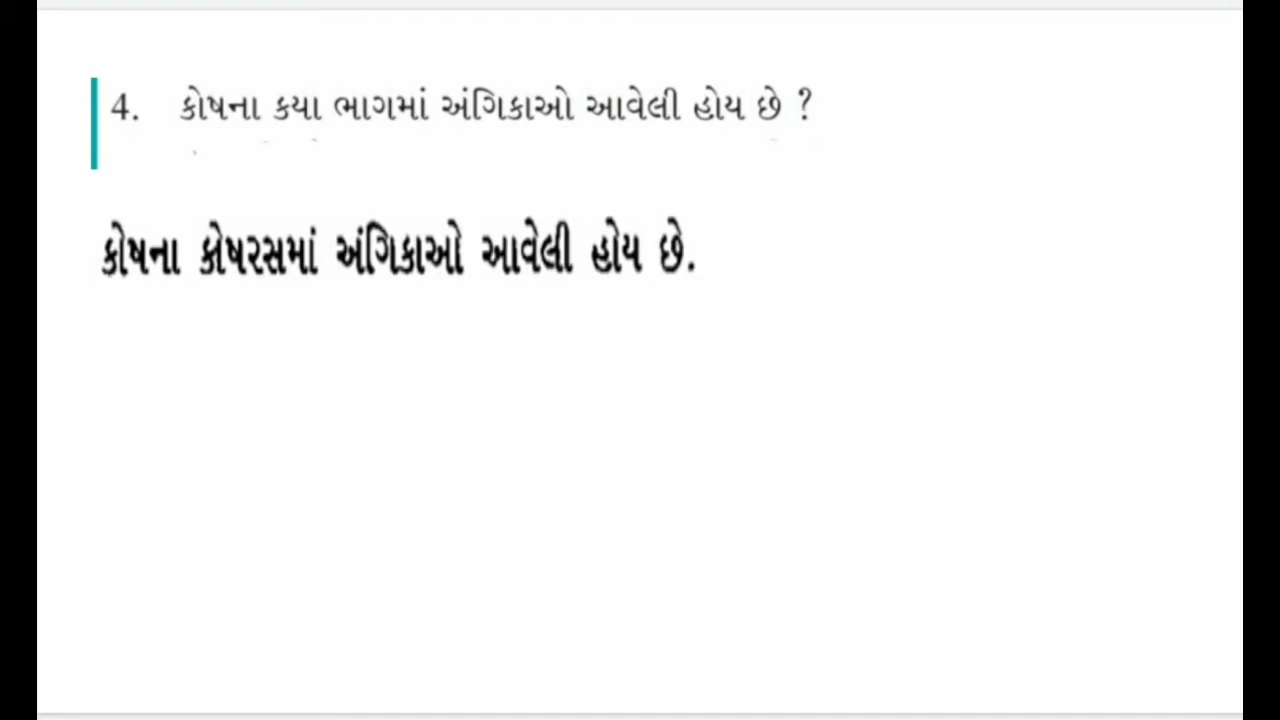 4. કોષના કયા ભાગમાં અંગિકાઓ આવેલી હોય છે ?
કોષના કોષરસમાં અંગિકાઓ આવેલી હોય છે.